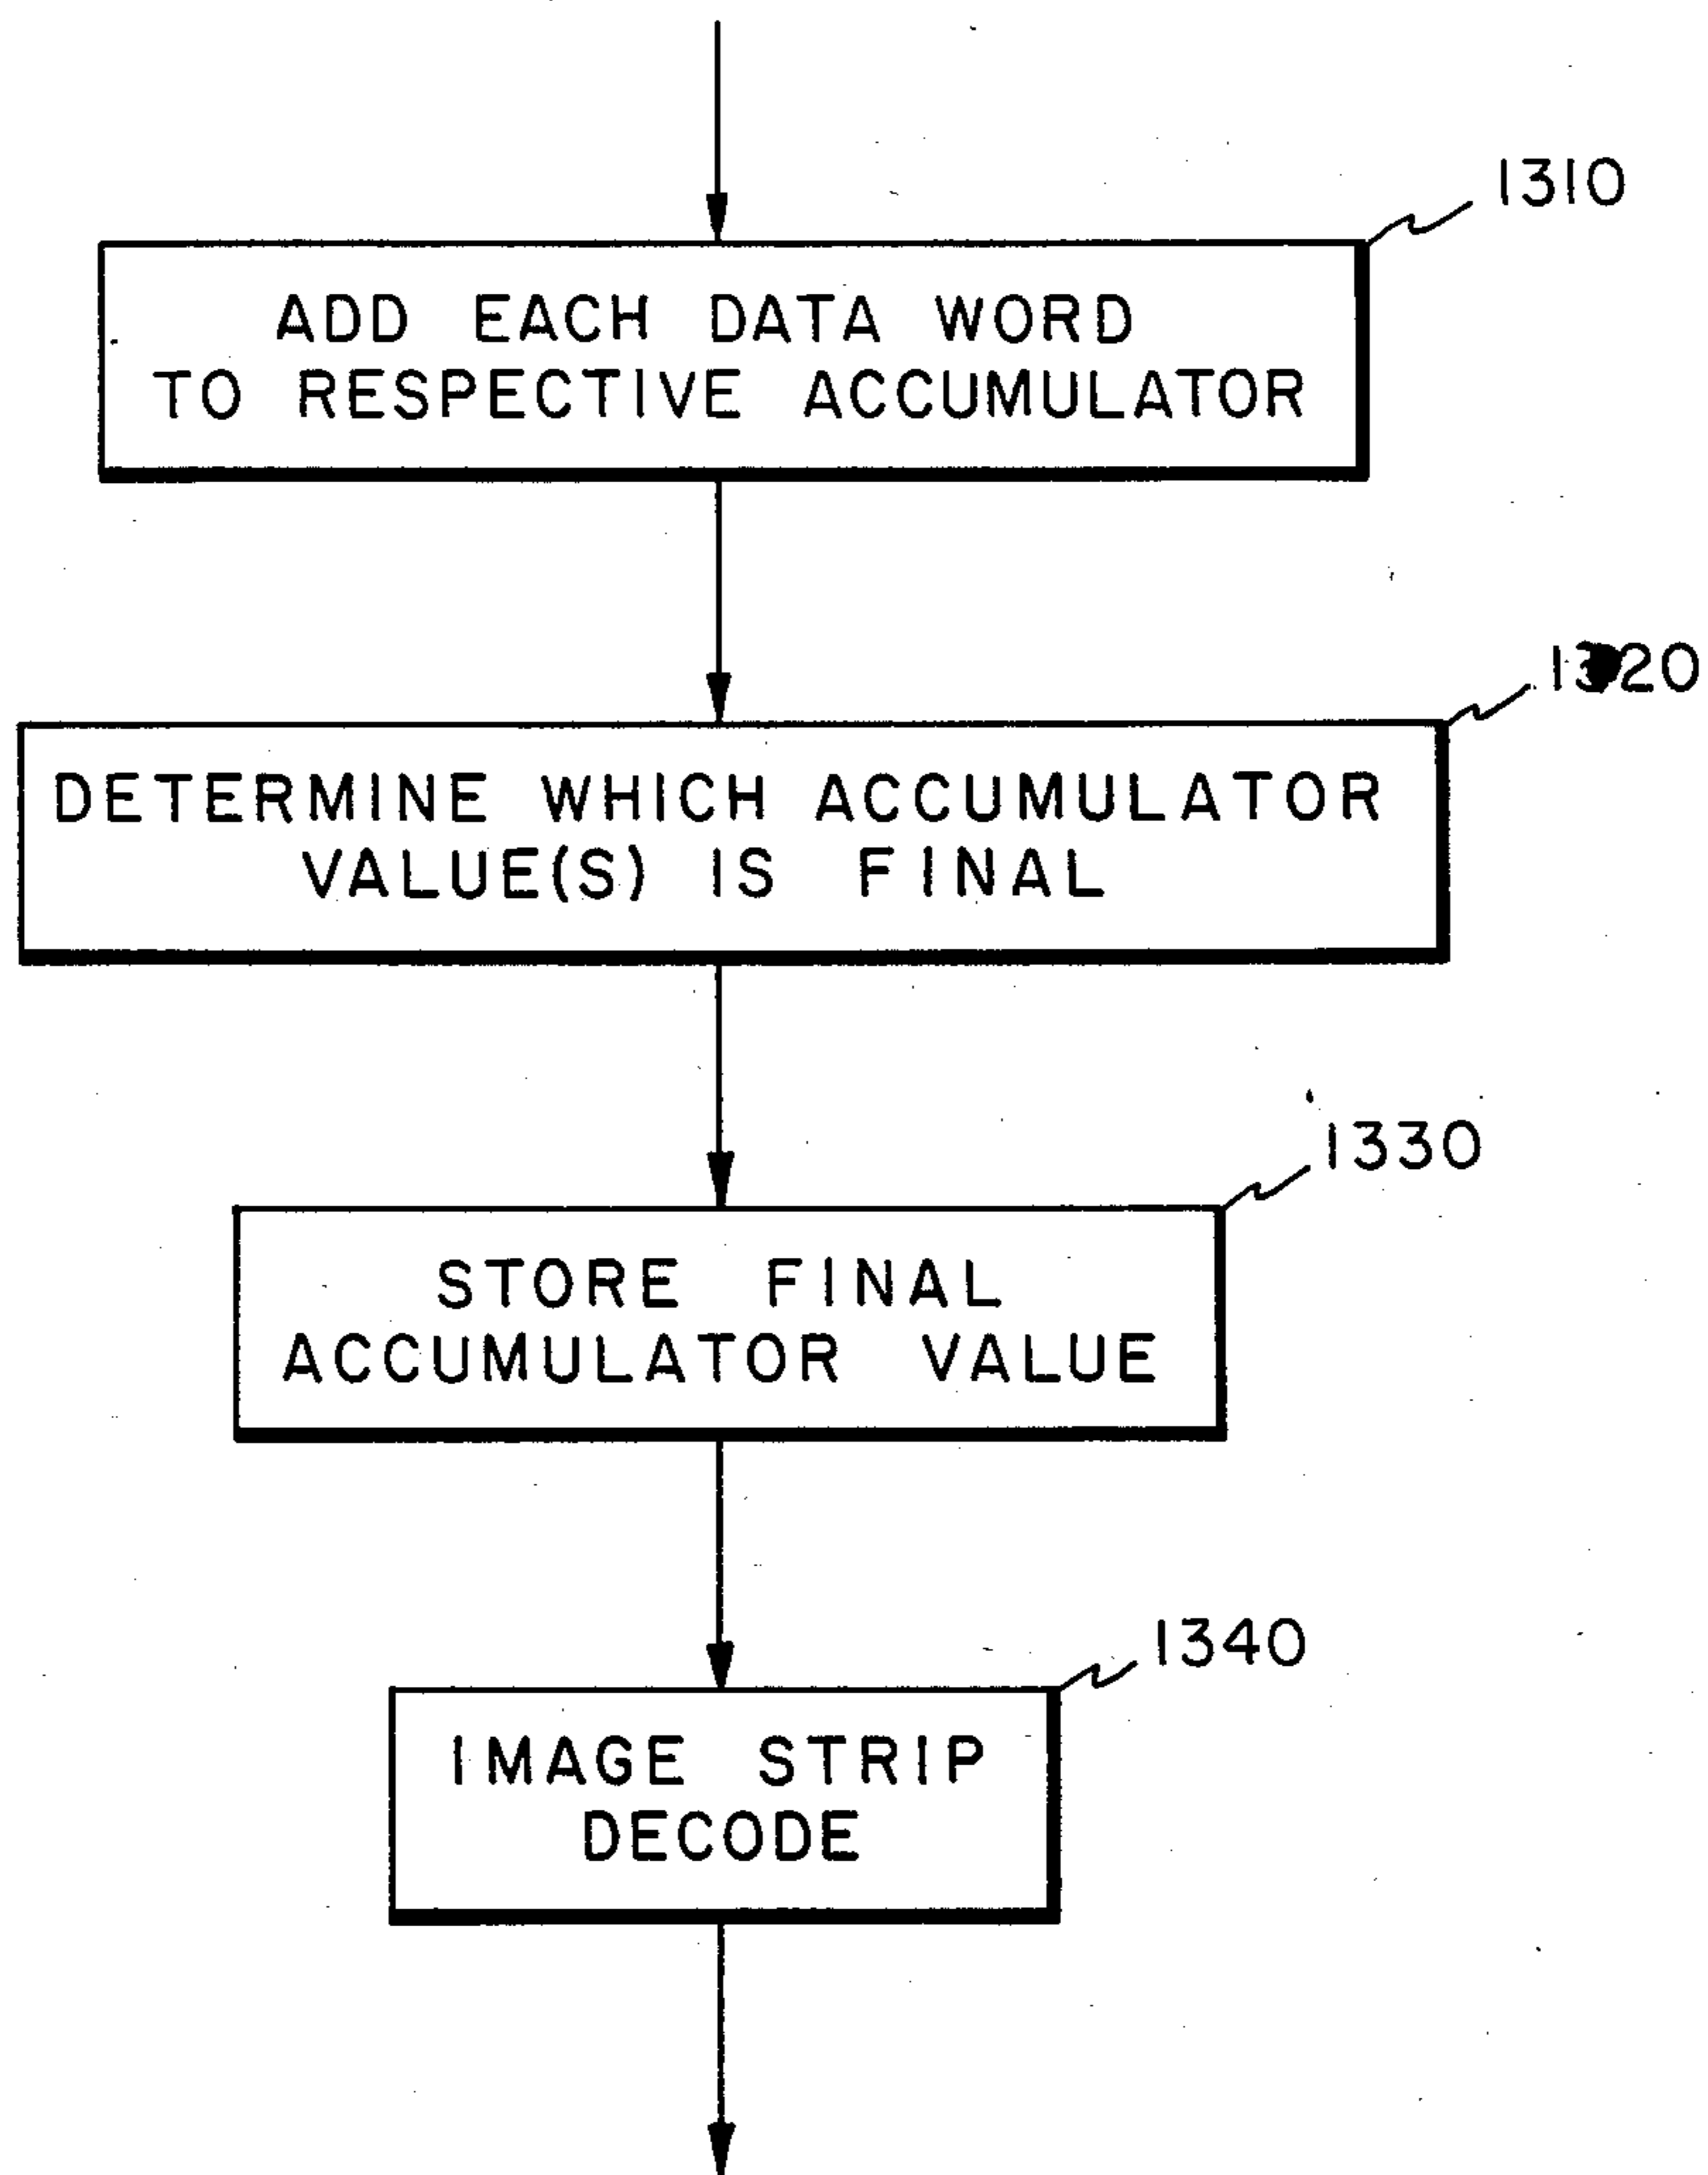 1310
ADD EACH DATA WORD
TO RESPECTIVE ACCUMULATOR
1320
DETERMINE WHICH ACCUMULATOR
VALUE(S) IS FINAL
1330
STORE FINAL
ACCUMULATOR VALUE
1340
IMAGE STRIP
DECODE